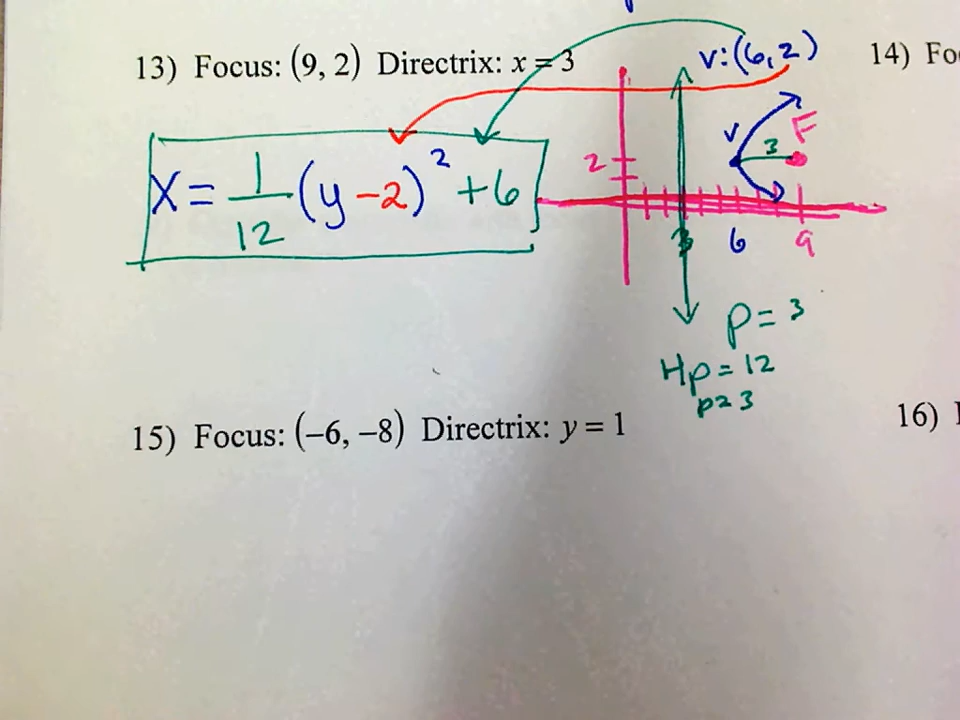 13) Focus: (9, 2) Directrix: x = 3
v: (6, 2)
14) Fo
x = 1/12 (y - 2)² + 6
2
V
F
3
3
6
9
p = 3
4p = 12
p = 3
15) Focus: (−6, −8) Directrix: y = 1
16)